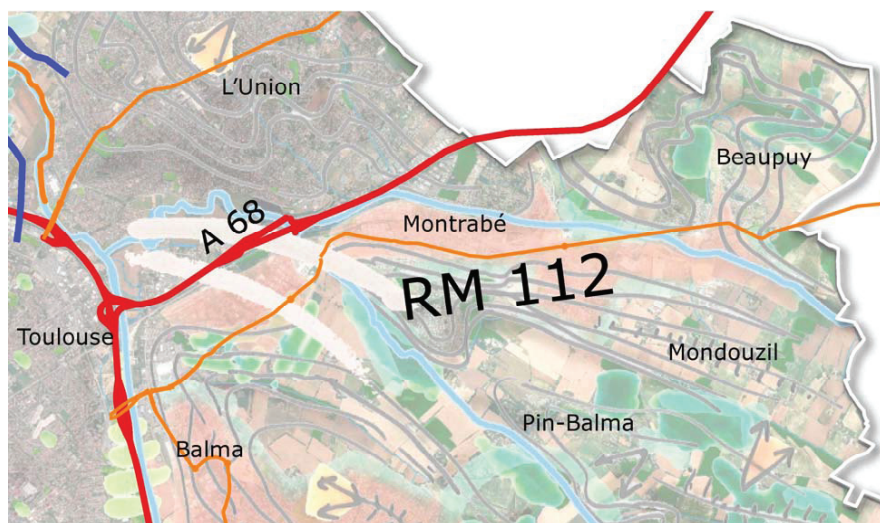 L'Union
Beaupuy
A 68
Montrabé
RM 112
Toulouse
Mondouzil
Pin-Balma
Balma